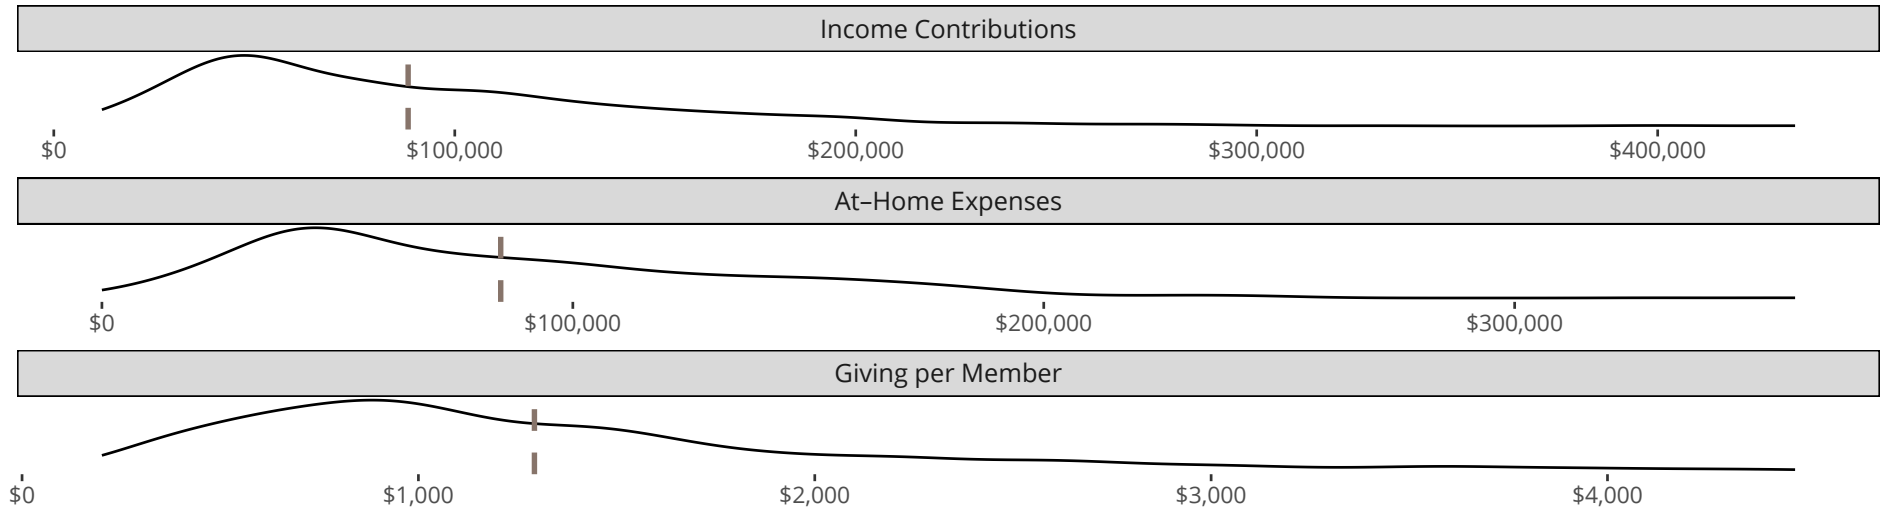 Income Contributions
$0 $100,000 $200,000 $300,000 $400,000
At–Home Expenses
$0 $100,000 $200,000 $300,000
Giving per Member
$0 $1,000 $2,000 $3,000 $4,000